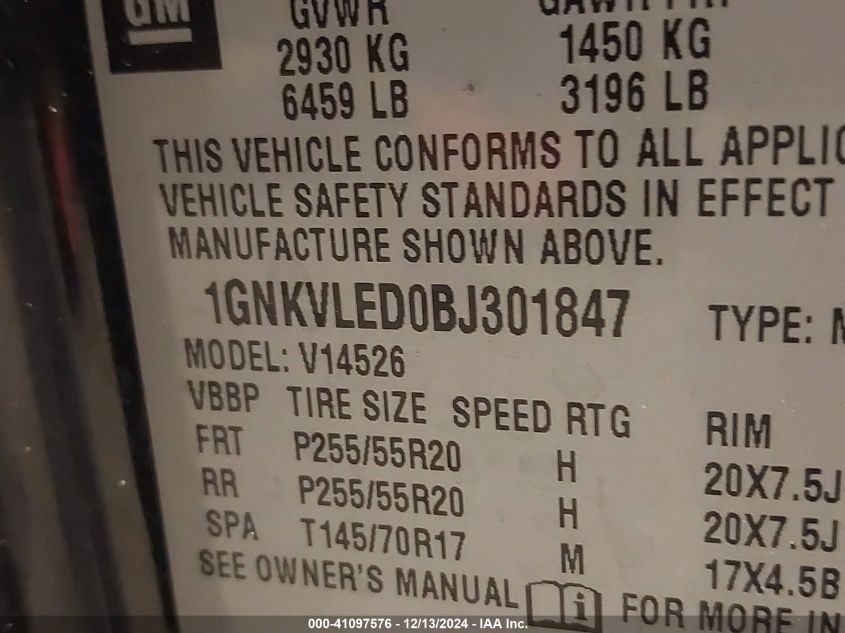 GM
GVWR GAWR FRT
2930 KG 1450 KG
6459 LB 3196 LB
THIS VEHICLE CONFORMS TO ALL APPLIC
VEHICLE SAFETY STANDARDS IN EFFECT
MANUFACTURE SHOWN ABOVE.
1GNKVLED0BJ301847 TYPE: M
MODEL: V14526
VBBP TIRE SIZE SPEED RTG RIM
FRT P255/55R20 H 20X7.5J
RR P255/55R20 H 20X7.5J
SPA T145/70R17 M 17X4.5B
SEE OWNER'S MANUAL i FOR MORE IN
000-41097576 - 12/13/2024 - IAA Inc.